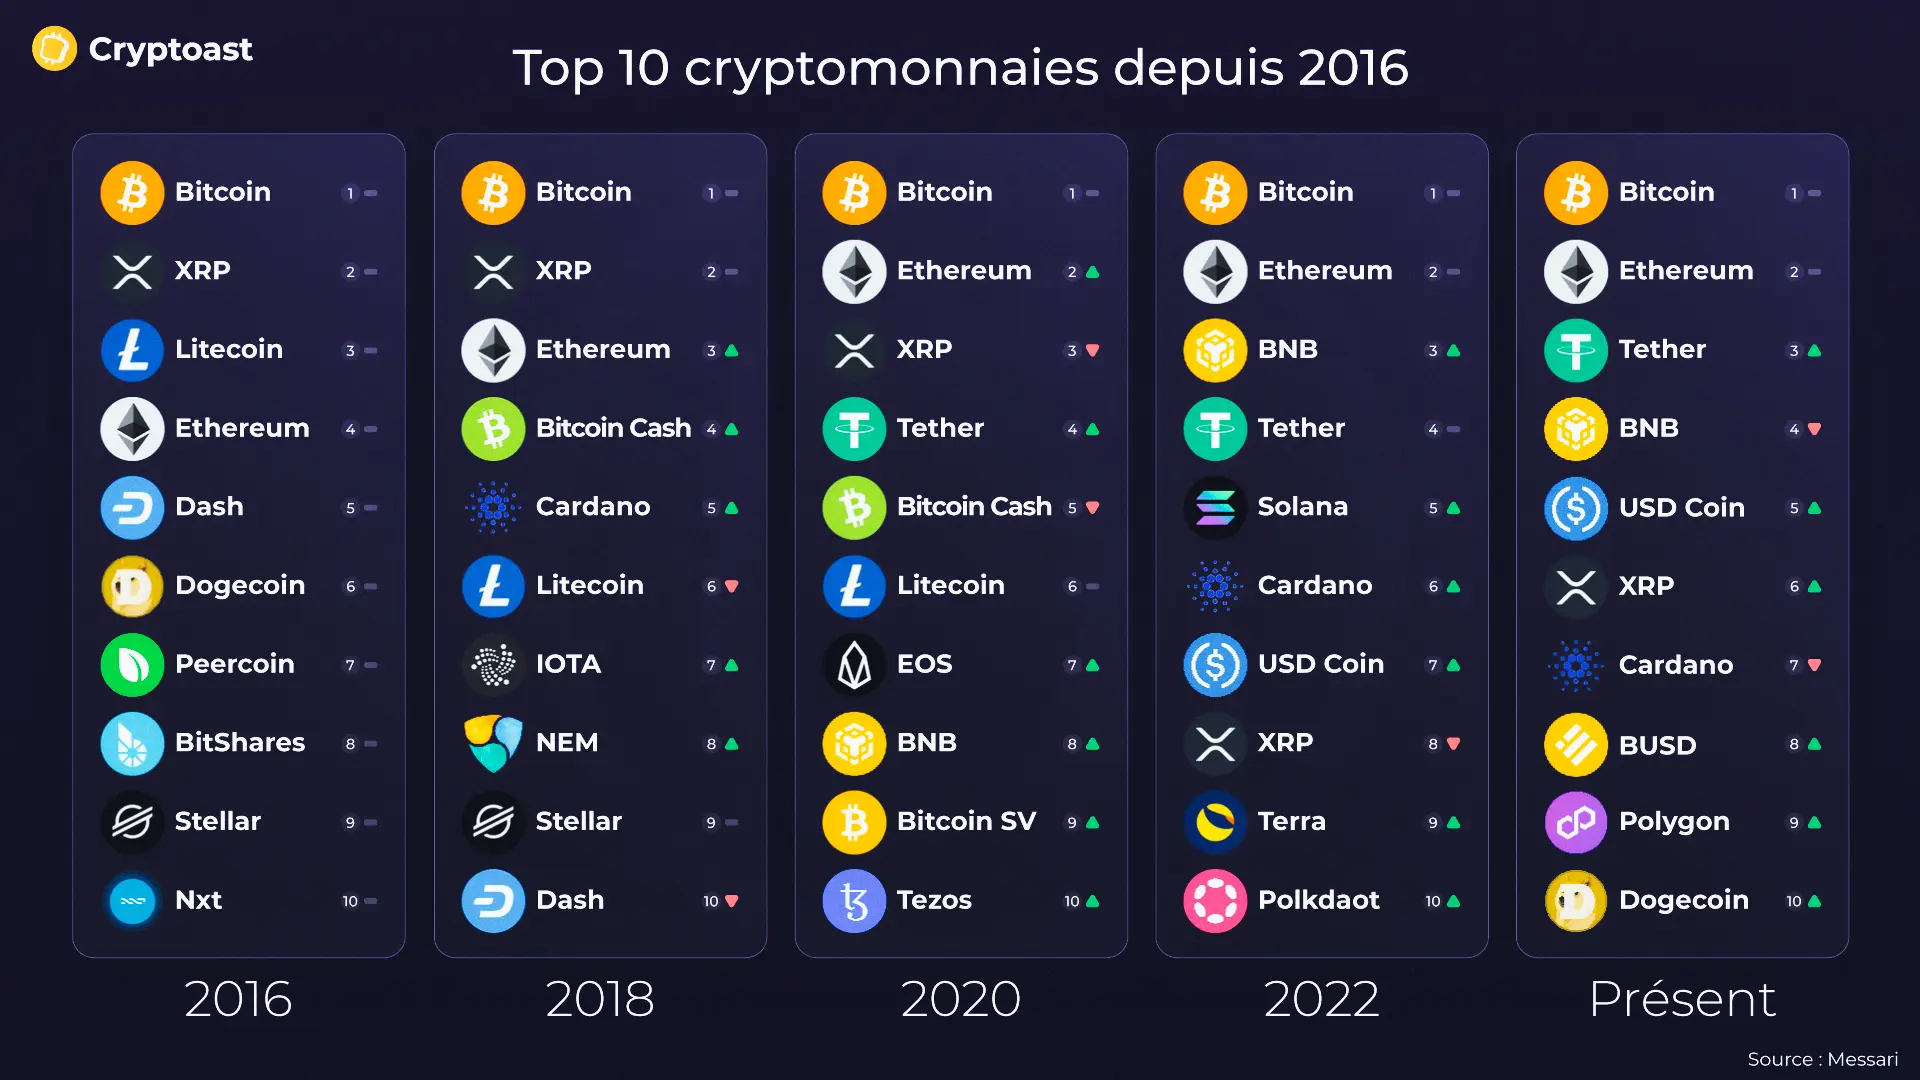 Cryptoast
Top 10 cryptomonnaies depuis 2016
Bitcoin 1
XRP 2
Litecoin 3
Ethereum 4
Dash 5
Dogecoin 6
Peercoin 7
BitShares 8
Stellar 9
Nxt 10
2016
Bitcoin 1
XRP 2
Ethereum 3
Bitcoin Cash 4
Cardano 5
Litecoin 6
IOTA 7
NEM 8
Stellar 9
Dash 10
2018
Bitcoin 1
Ethereum 2
XRP 3
Tether 4
Bitcoin Cash 5
Litecoin 6
EOS 7
BNB 8
Bitcoin SV 9
Tezos 10
2020
Bitcoin 1
Ethereum 2
BNB 3
Tether 4
Solana 5
Cardano 6
USD Coin 7
XRP 8
Terra 9
Polkdaot 10
2022
Bitcoin 1
Ethereum 2
Tether 3
BNB 4
USD Coin 5
XRP 6
Cardano 7
BUSD 8
Polygon 9
Dogecoin 10
Présent
Source : Messari